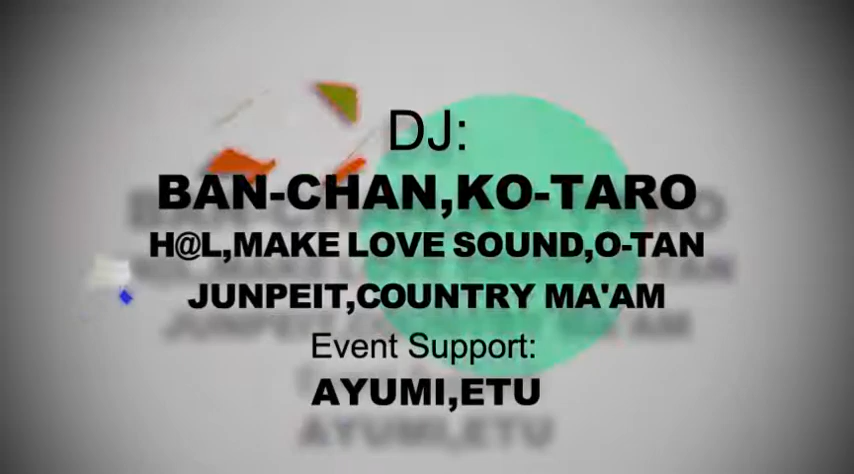 DJ:
BAN-CHAN,KO-TARO
H@L,MAKE LOVE SOUND,O-TAN
JUNPEIT,COUNTRY MA'AM
Event Support:
AYUMI,ETU